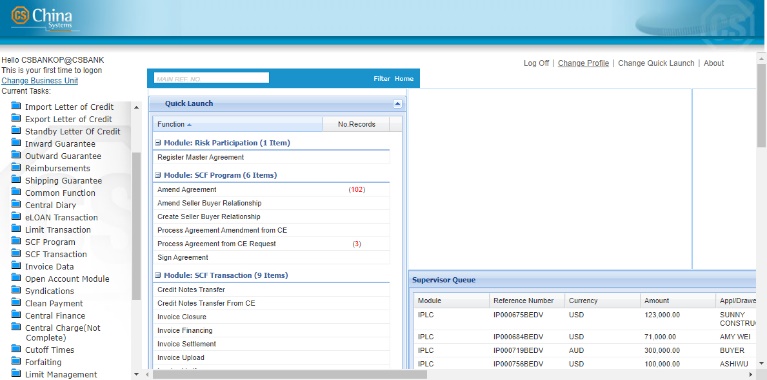 CS China
Systems
Hello CSBANKOP@CSBANK
This is your first time to logon
Change Business Unit
Current Tasks:
Log Off | Change Profile | Change Quick Launch | About
MAIN REF. NO.
Filter Home
Import Letter of Credit
Export Letter of Credit
Standby Letter Of Credit
Inward Guarantee
Outward Guarantee
Reimbursements
Shipping Guarantee
Common Function
Central Diary
eLOAN Transaction
Limit Transaction
SCF Program
SCF Transaction
Invoice Data
Open Account Module
Syndications
Clean Payment
Central Finance
Central Charge(Not
Complete)
Cutoff Times
Forfaiting
Limit Management
Quick Launch
Function No.Records
Module: Risk Participation (1 Item)
Register Master Agreement
Module: SCF Program (6 Items)
Amend Agreement (102)
Amend Seller Buyer Relationship
Create Seller Buyer Relationship
Process Agreement Amendment from CE
Process Agreement from CE Request (3)
Sign Agreement
Module: SCF Transaction (9 Items)
Credit Notes Transfer
Credit Notes Transfer From CE
Invoice Closure
Invoice Financing
Invoice Settlement
Invoice Upload
Supervisor Queue
Module Reference Number Currency Amount Appl/Drawe
IPLC IP000675BEDV USD 123,000.00 SUNNY
CONSTRU
IPLC IP000684BEDV USD 71,000.00 AMY WEI
IPLC IP000719BEDV AUD 300,000.00 BUYER
IPLC IP000756BEDV USD 100,000.00 ASHIWU